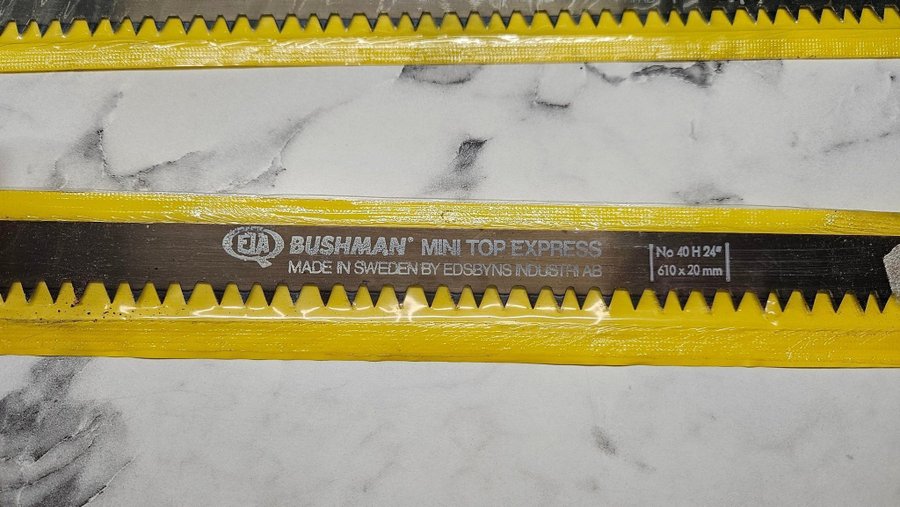 EIA BUSHMAN® MINI TOP EXPRESS
MADE IN SWEDEN BY EDSBYNS INDUSTRI AB
No 40 H 24"
610 x 20 mm